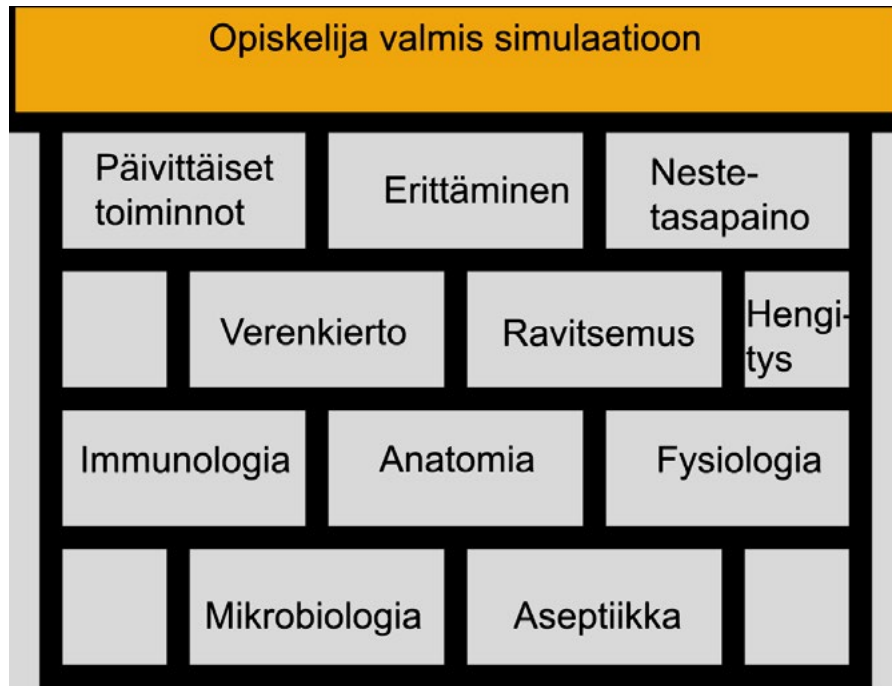 Opiskelija valmis simulaatioon
Päivittäiset
toiminnot
Erittäminen
Neste-
tasapaino
Verenkierto
Ravitsemus
Hengi-
tys
Immunologia
Anatomia
Fysiologia
Mikrobiologia
Aseptiikka